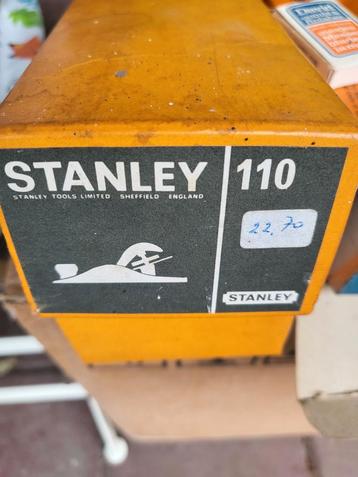 STANLEY
STANLEY TOOLS LIMITED SHEFFIELD ENGLAND
110
22,70
STANLEY